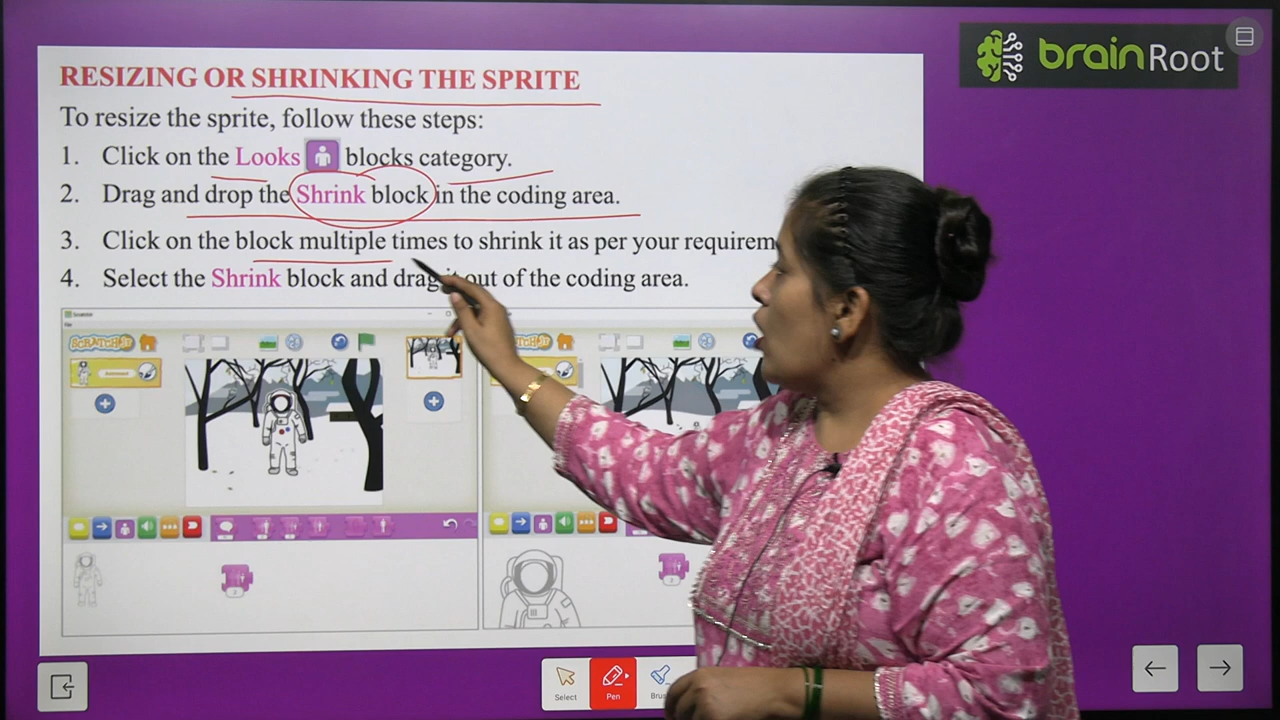 brainRoot
RESIZING OR SHRINKING THE SPRITE
To resize the sprite, follow these steps:
1. Click on the Looks blocks category.
2. Drag and drop the Shrink block in the coding area.
3. Click on the block multiple times to shrink it as per your requirem
4. Select the Shrink block and drag it out of the coding area.
SCRATCHJr
Select
Pen
Brus